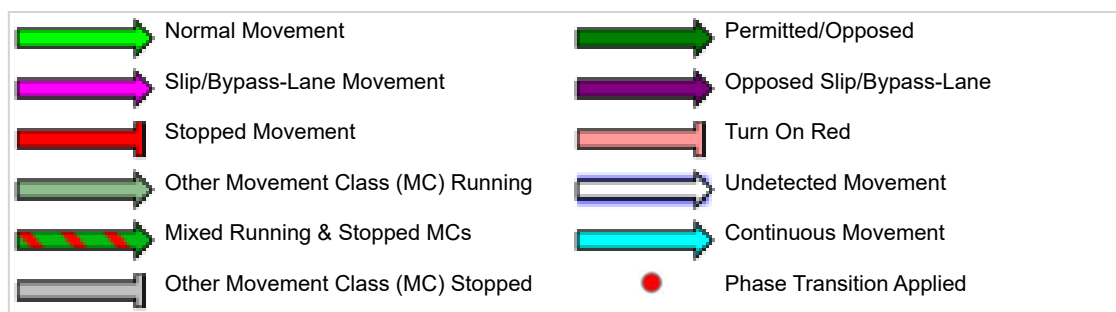 Normal Movement
Permitted/Opposed
Slip/Bypass-Lane Movement
Opposed Slip/Bypass-Lane
Stopped Movement
Turn On Red
Other Movement Class (MC) Running
Undetected Movement
Mixed Running & Stopped MCs
Continuous Movement
Other Movement Class (MC) Stopped
Phase Transition Applied